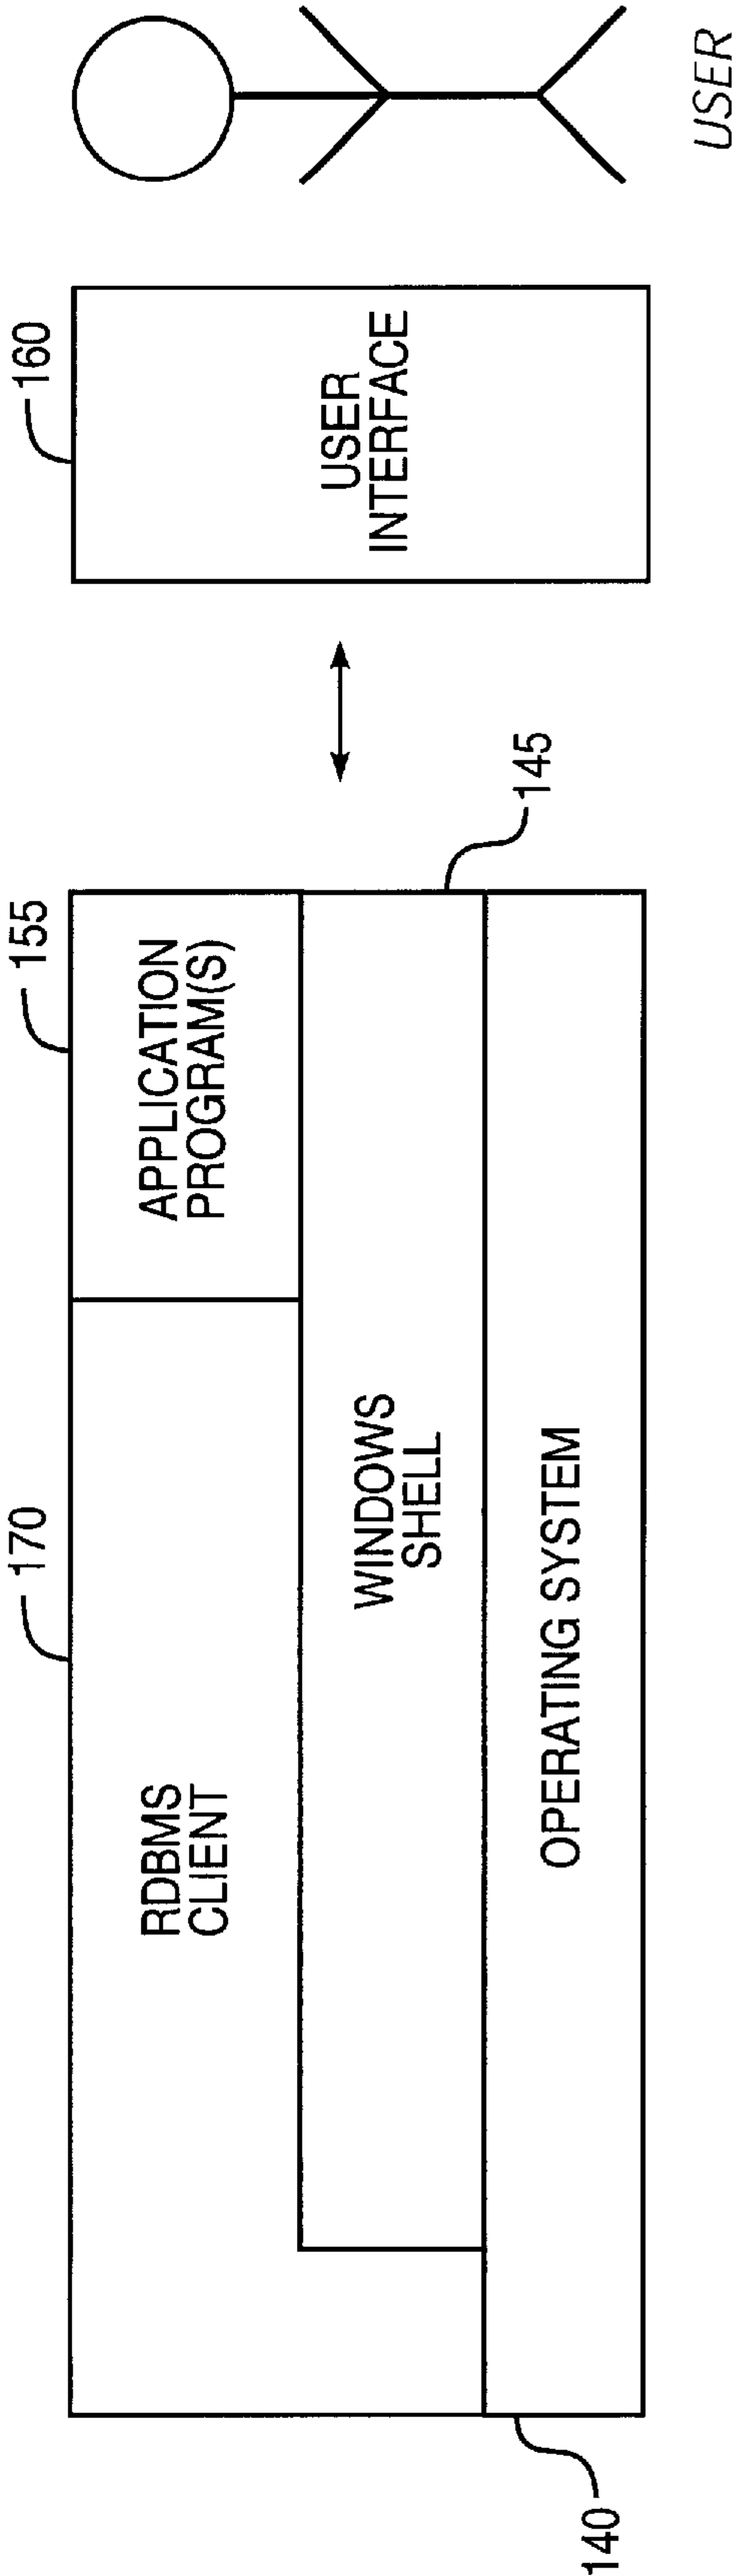 170
155
160
RDBMS
CLIENT
APPLICATION
PROGRAM(S)
USER
INTERFACE
WINDOWS
SHELL
145
OPERATING SYSTEM
140
USER